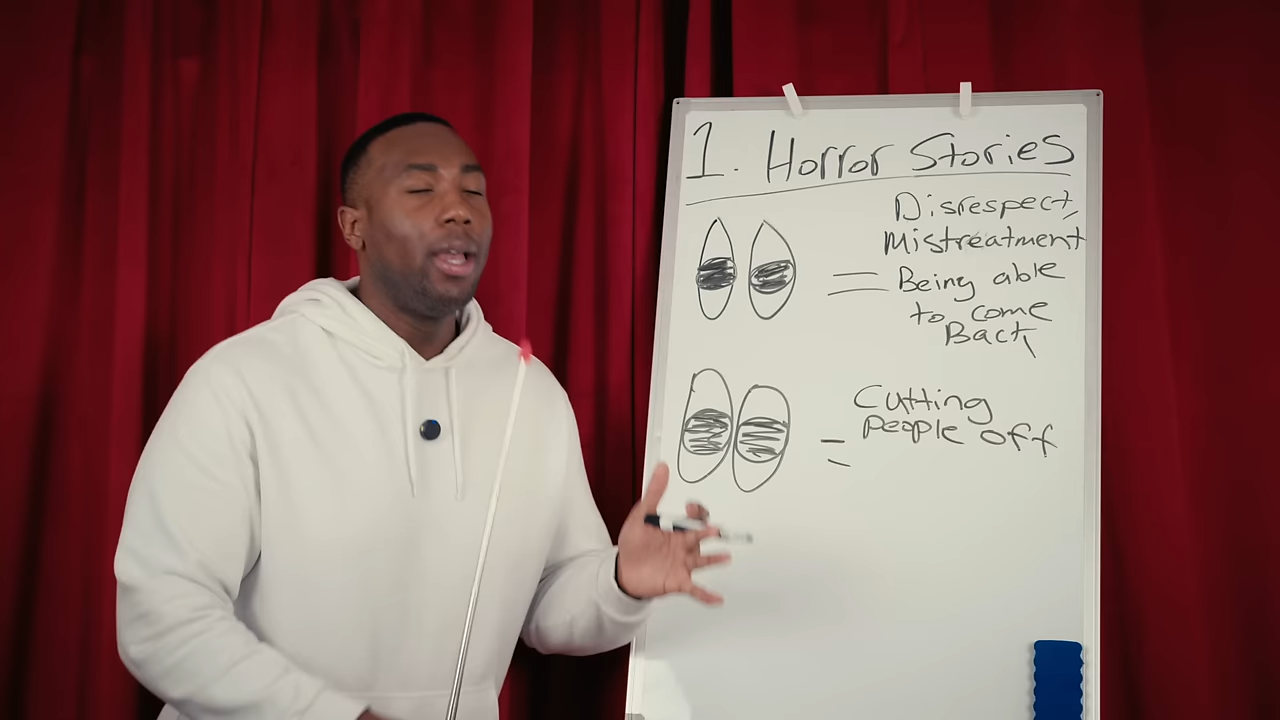 1. Horror Stories
Disrespect,
Mistreatment
= Being able
to come
Back
= Cutting
people off